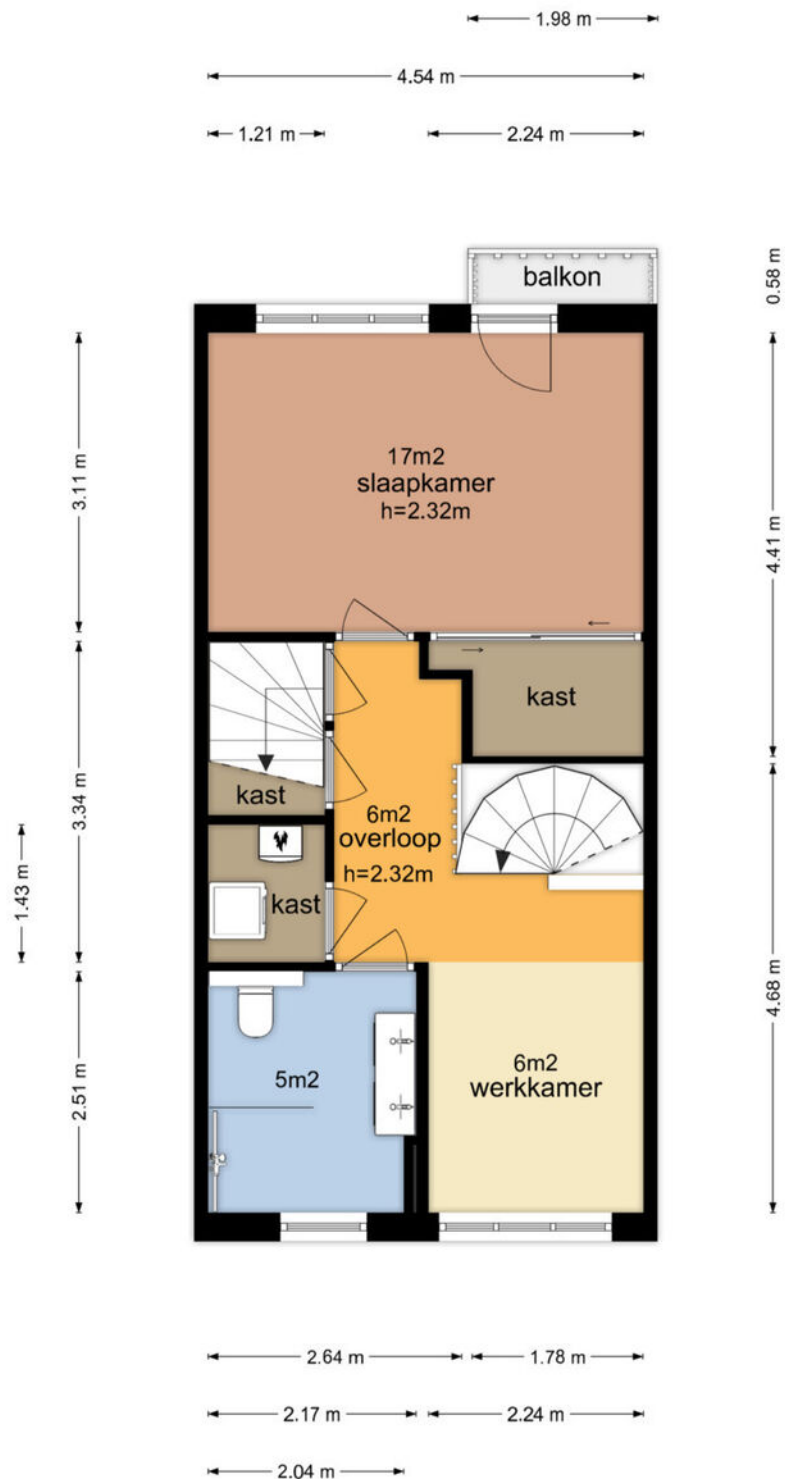 1.98 m
4.54 m
1.21 m
2.24 m
balkon
0.58 m
17m2
slaapkamer
h=2.32m
3.11 m
4.41 m
kast
kast
6m2
overloop
h=2.32m
3.34 m
kast
1.43 m
5m2
6m2
werkkamer
2.51 m
4.68 m
2.64 m
1.78 m
2.17 m
2.24 m
2.04 m